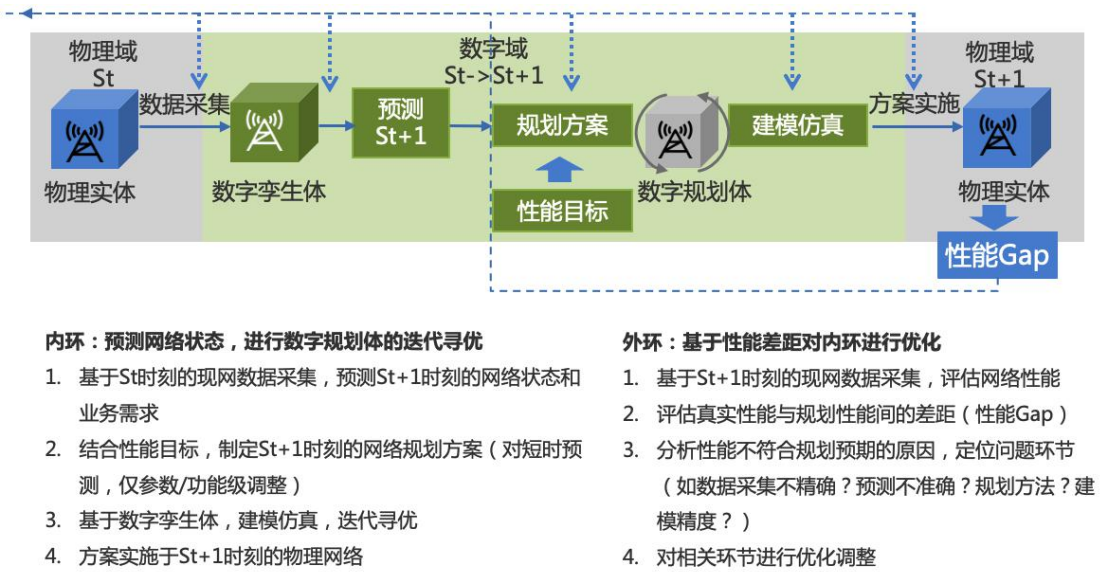 物理域
St
数字域
St->St+1
物理域
St+1
数据采集
预测
St+1
规划方案
建模仿真
方案实施
物理实体
数字孪生体
数字规划体
物理实体
性能目标
性能Gap
内环：预测网络状态，进行数字规划体的迭代寻优
1. 基于St时刻的现网数据采集，预测St+1时刻的网络状态和
业务需求
2. 结合性能目标，制定St+1时刻的网络规划方案（对短时预
测，仅参数/功能级调整）
3. 基于数字孪生体，建模仿真，迭代寻优
4. 方案实施于St+1时刻的物理网络
外环：基于性能差距对内环进行优化
1. 基于St+1时刻的现网数据采集，评估网络性能
2. 评估真实性能与规划性能间的差距（性能Gap）
3. 分析性能不符合规划预期的原因，定位问题环节
（如数据采集不精确？预测不准确？规划方法？建
模精度？）
4. 对相关环节进行优化调整